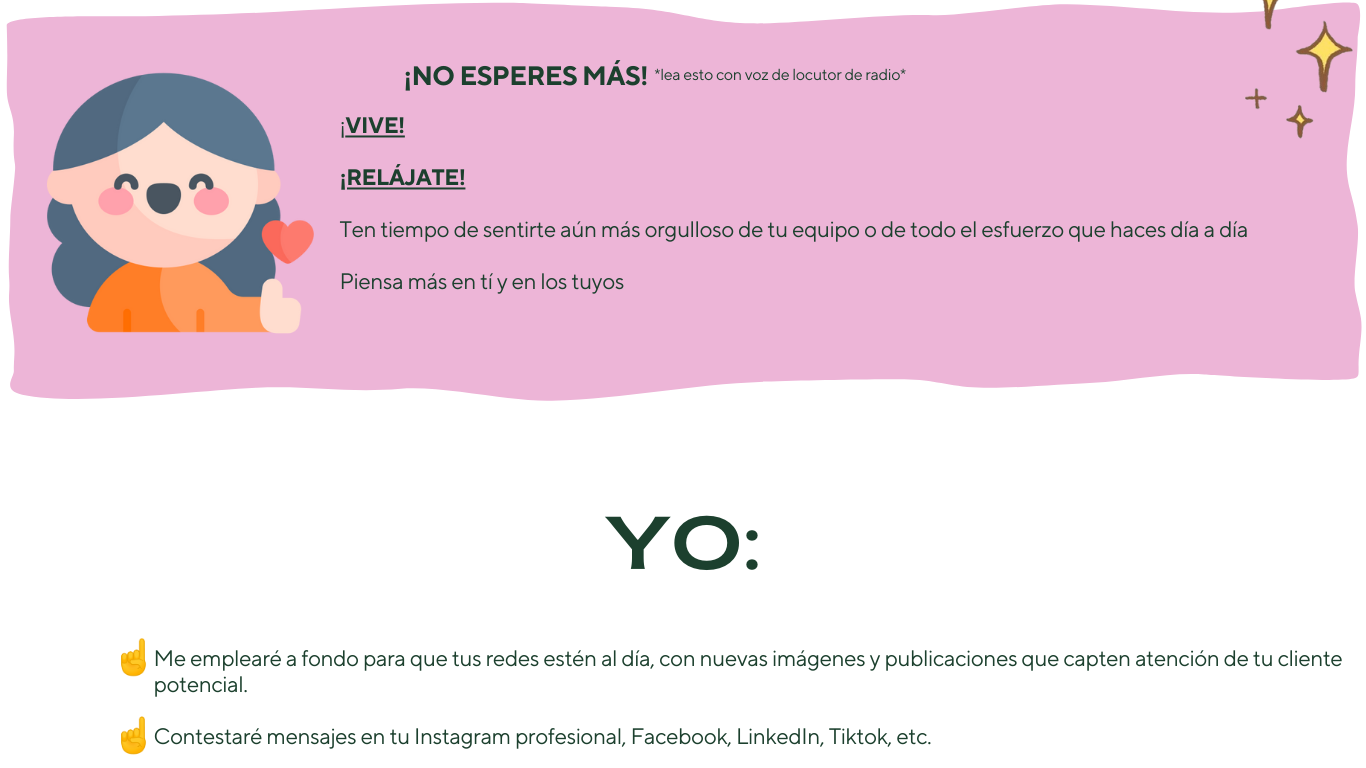 ¡NO ESPERES MÁS! *lea esto con voz de locutor de radio*
¡VIVE!
¡RELÁJATE!
Ten tiempo de sentirte aún más orgulloso de tu equipo o de todo el esfuerzo que haces día a día
Piensa más en tí y en los tuyos
YO:
☝️Me emplearé a fondo para que tus redes estén al día, con nuevas imágenes y publicaciones que capten atención de tu cliente
potencial.
☝️Contestaré mensajes en tu Instagram profesional, Facebook, LinkedIn, Tiktok, etc.